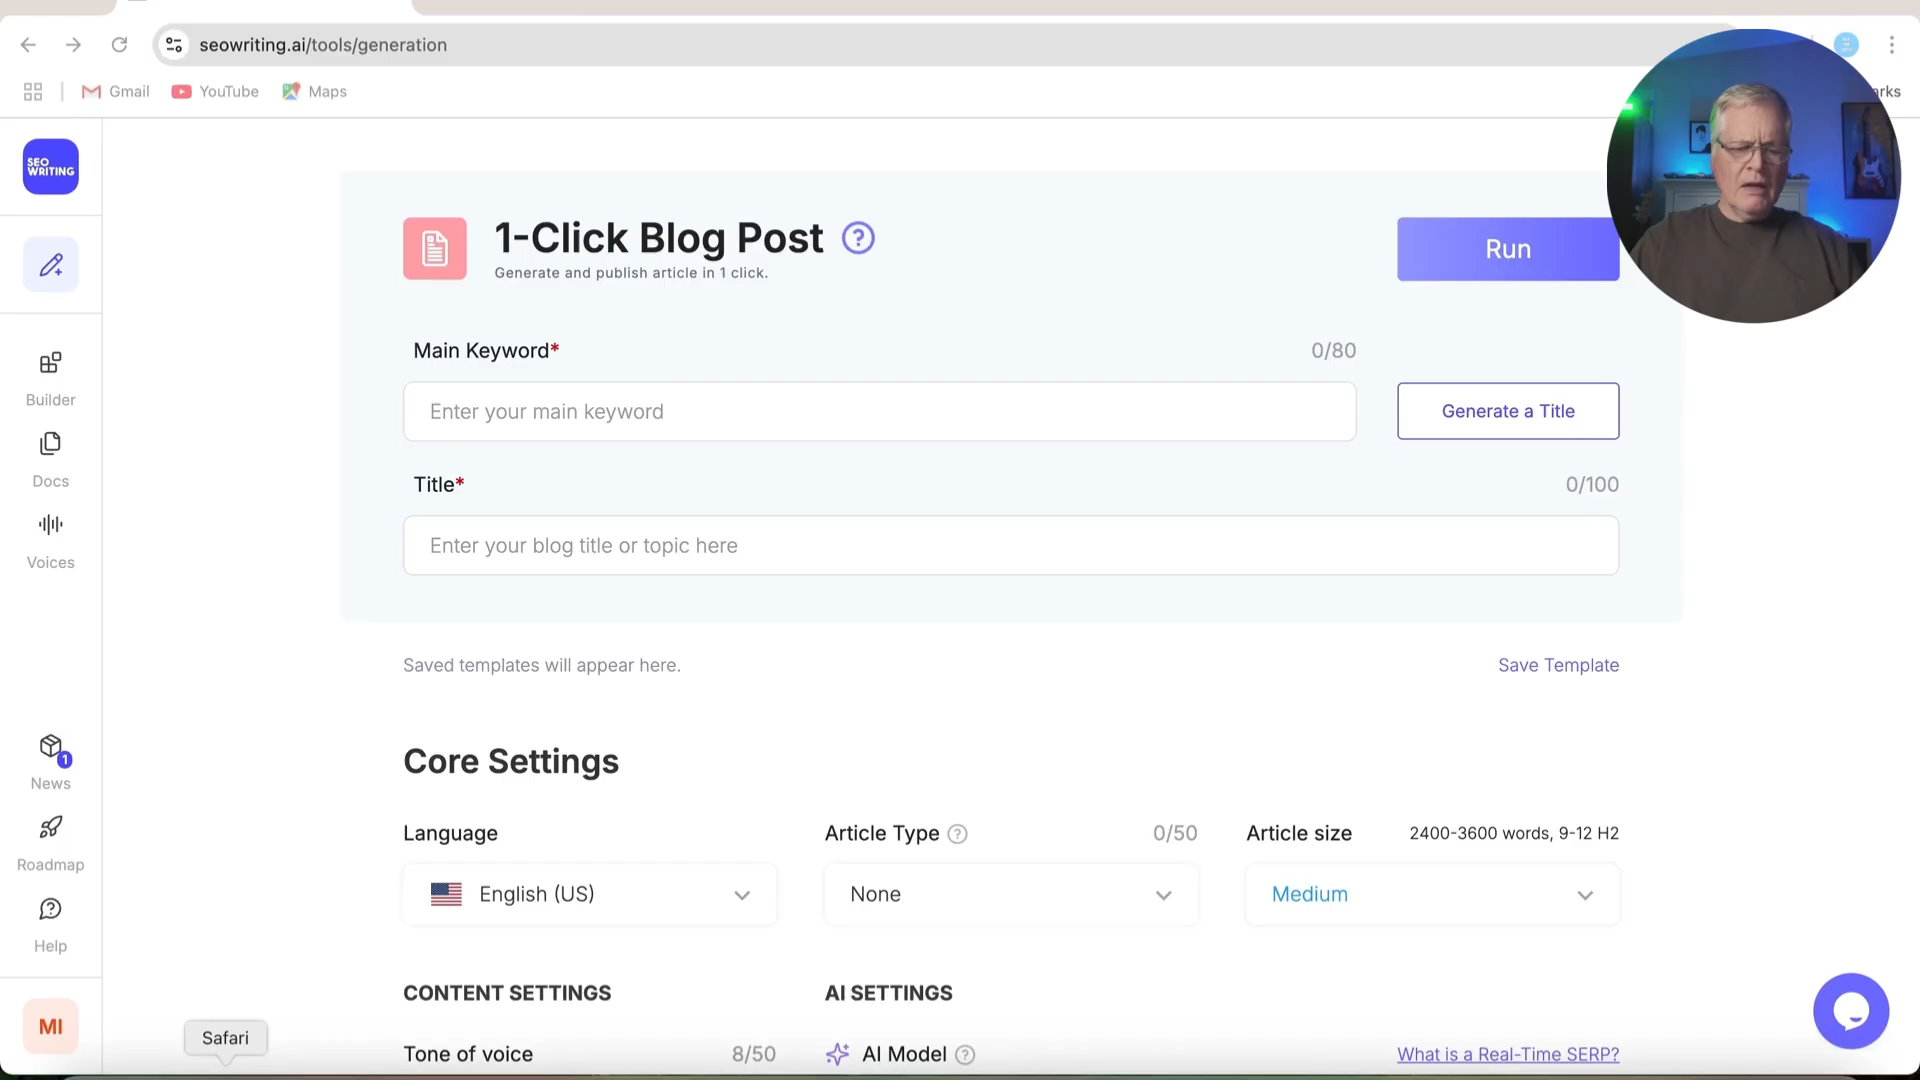 seowriting.ai/tools/generation
Gmail
YouTube
Maps
rks
SEO
WRITING
1-Click Blog Post ?
Generate and publish article in 1 click.
Run
Main Keyword*
0/80
Enter your main keyword
Generate a Title
Title*
0/100
Enter your blog title or topic here
Builder
Docs
Voices
Saved templates will appear here.
Save Template
Core Settings
1
News
Roadmap
Help
Language
Article Type ?
0/50
Article size
2400-3600 words, 9-12 H2
English (US)
None
Medium
CONTENT SETTINGS
AI SETTINGS
MI
Safari
Tone of voice
8/50
AI Model ?
What is a Real-Time SERP?